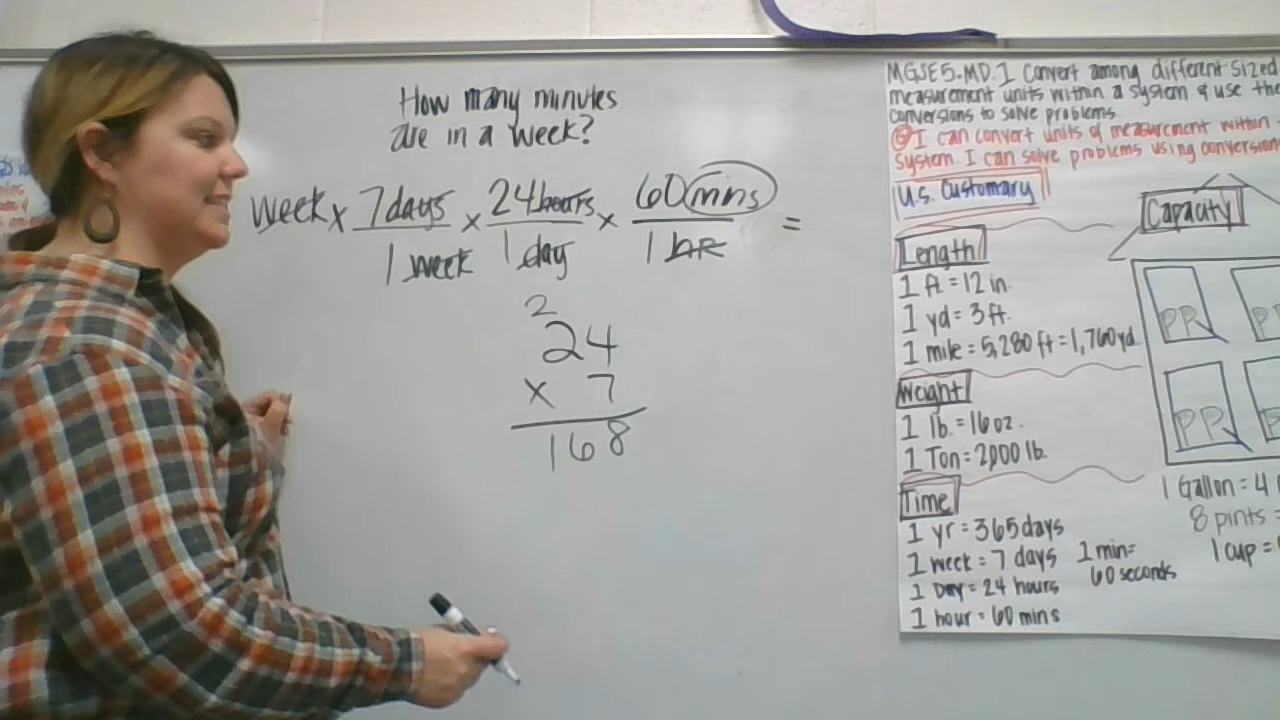 How many minutes
are in a week?
week x 7 days x 24 hours x 60 mins =
1 week 1 day 1 hr
2
24
x 7
168
MGSE5.MD.1 Convert among different sized
measurement units within a system & use the
conversions to solve problems
I can convert units of measurement within
system I can solve problems using conversion
U.S. Customary
Length
1 ft = 12 in.
1 yd = 3 ft.
1 mile = 5,280 ft = 1,760 yd.
Weight
1 lb. = 16 oz.
1 Ton = 2,000 lb.
Time
1 yr = 365 days
1 week = 7 days
1 Day = 24 hours
1 hour = 60 mins
1 min =
60 seconds
Capacity
PP
PP
1 Gallon = 4
8 pints =
1 cup =